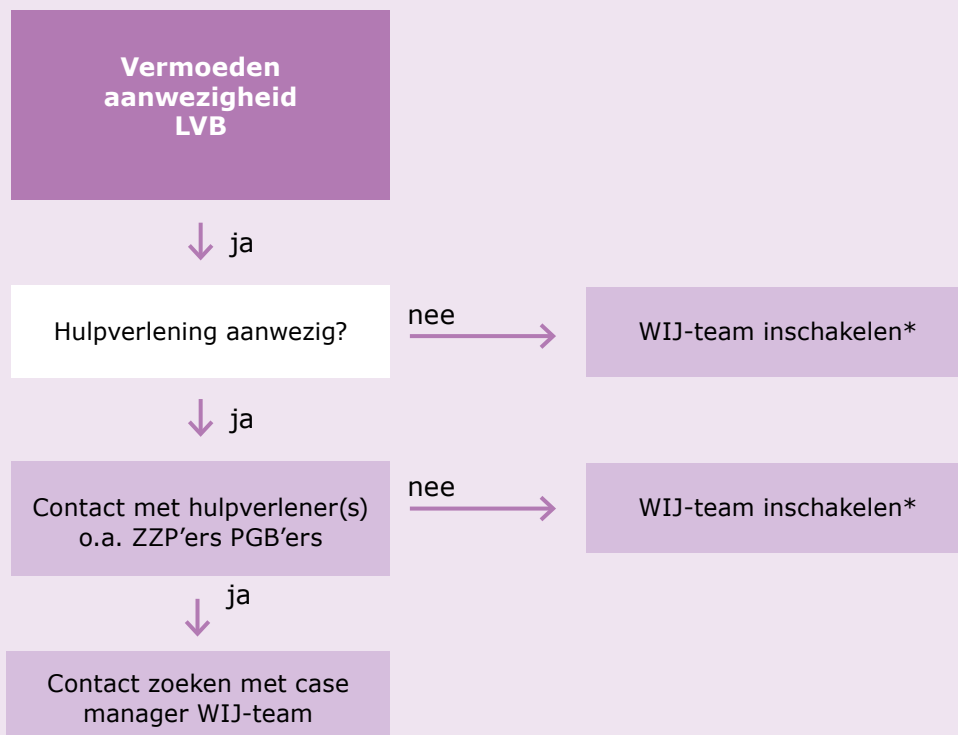 Vermoeden
aanwezigheid
LVB
ja
Hulpverlening aanwezig?
nee
WIJ-team inschakelen*
ja
Contact met hulpverlener(s)
o.a. ZZP’ers PGB’ers
nee
WIJ-team inschakelen*
ja
Contact zoeken met case
manager WIJ-team